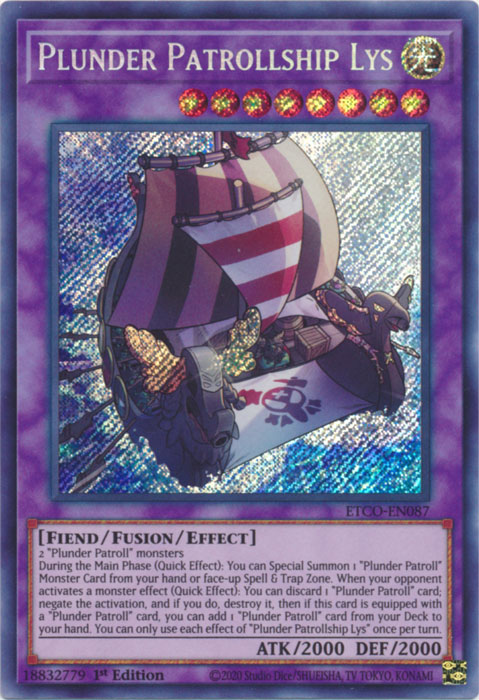 PLUNDER PATROLLSHIP LYS
光
ETCO-EN087
[FIEND/FUSION/EFFECT]
2 "Plunder Patroll" monsters
During the Main Phase (Quick Effect): You can Special Summon 1 "Plunder Patroll"
Monster Card from your hand or face-up Spell & Trap Zone. When your opponent
activates a monster effect (Quick Effect): You can discard 1 "Plunder Patroll" card;
negate the activation, and if you do, destroy it, then if this card is equipped with
a "Plunder Patroll" card, you can add 1 "Plunder Patroll" card from your Deck to
your hand. You can only use each effect of "Plunder Patrollship Lys" once per turn.
ATK/2000 DEF/2000
18832779 1st Edition ©2020 Studio Dice/SHUEISHA, TV TOKYO, KONAMI